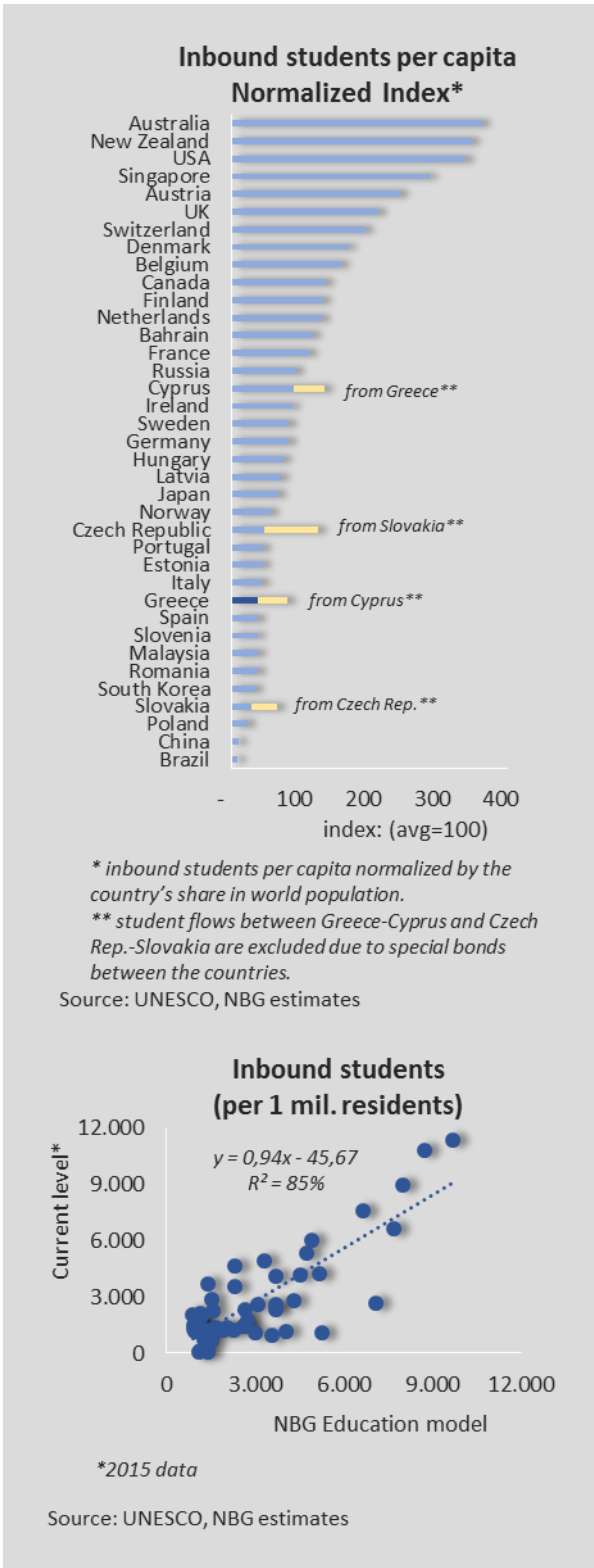 Inbound students per capita
Normalized Index*
Australia
New Zealand
USA
Singapore
Austria
UK
Switzerland
Denmark
Belgium
Canada
Finland
Netherlands
Bahrain
France
Russia
Cyprus
from Greece**
Ireland
Sweden
Germany
Hungary
Latvia
Japan
Norway
Czech Republic
from Slovakia**
Portugal
Estonia
Italy
Greece
from Cyprus**
Spain
Slovenia
Malaysia
Romania
South Korea
Slovakia
from Czech Rep.**
Poland
China
Brazil
- 100 200 300 400
index: (avg=100)
* inbound students per capita normalized by the
country's share in world population.
** student flows between Greece-Cyprus and Czech
Rep.-Slovakia are excluded due to special bonds
between the countries.
Source: UNESCO, NBG estimates
Inbound students
(per 1 mil. residents)
Current level*
12.000
9.000
6.000
3.000
0
y = 0,94x - 45,67
R² = 85%
0 3.000 6.000 9.000 12.000
NBG Education model
*2015 data
Source: UNESCO, NBG estimates